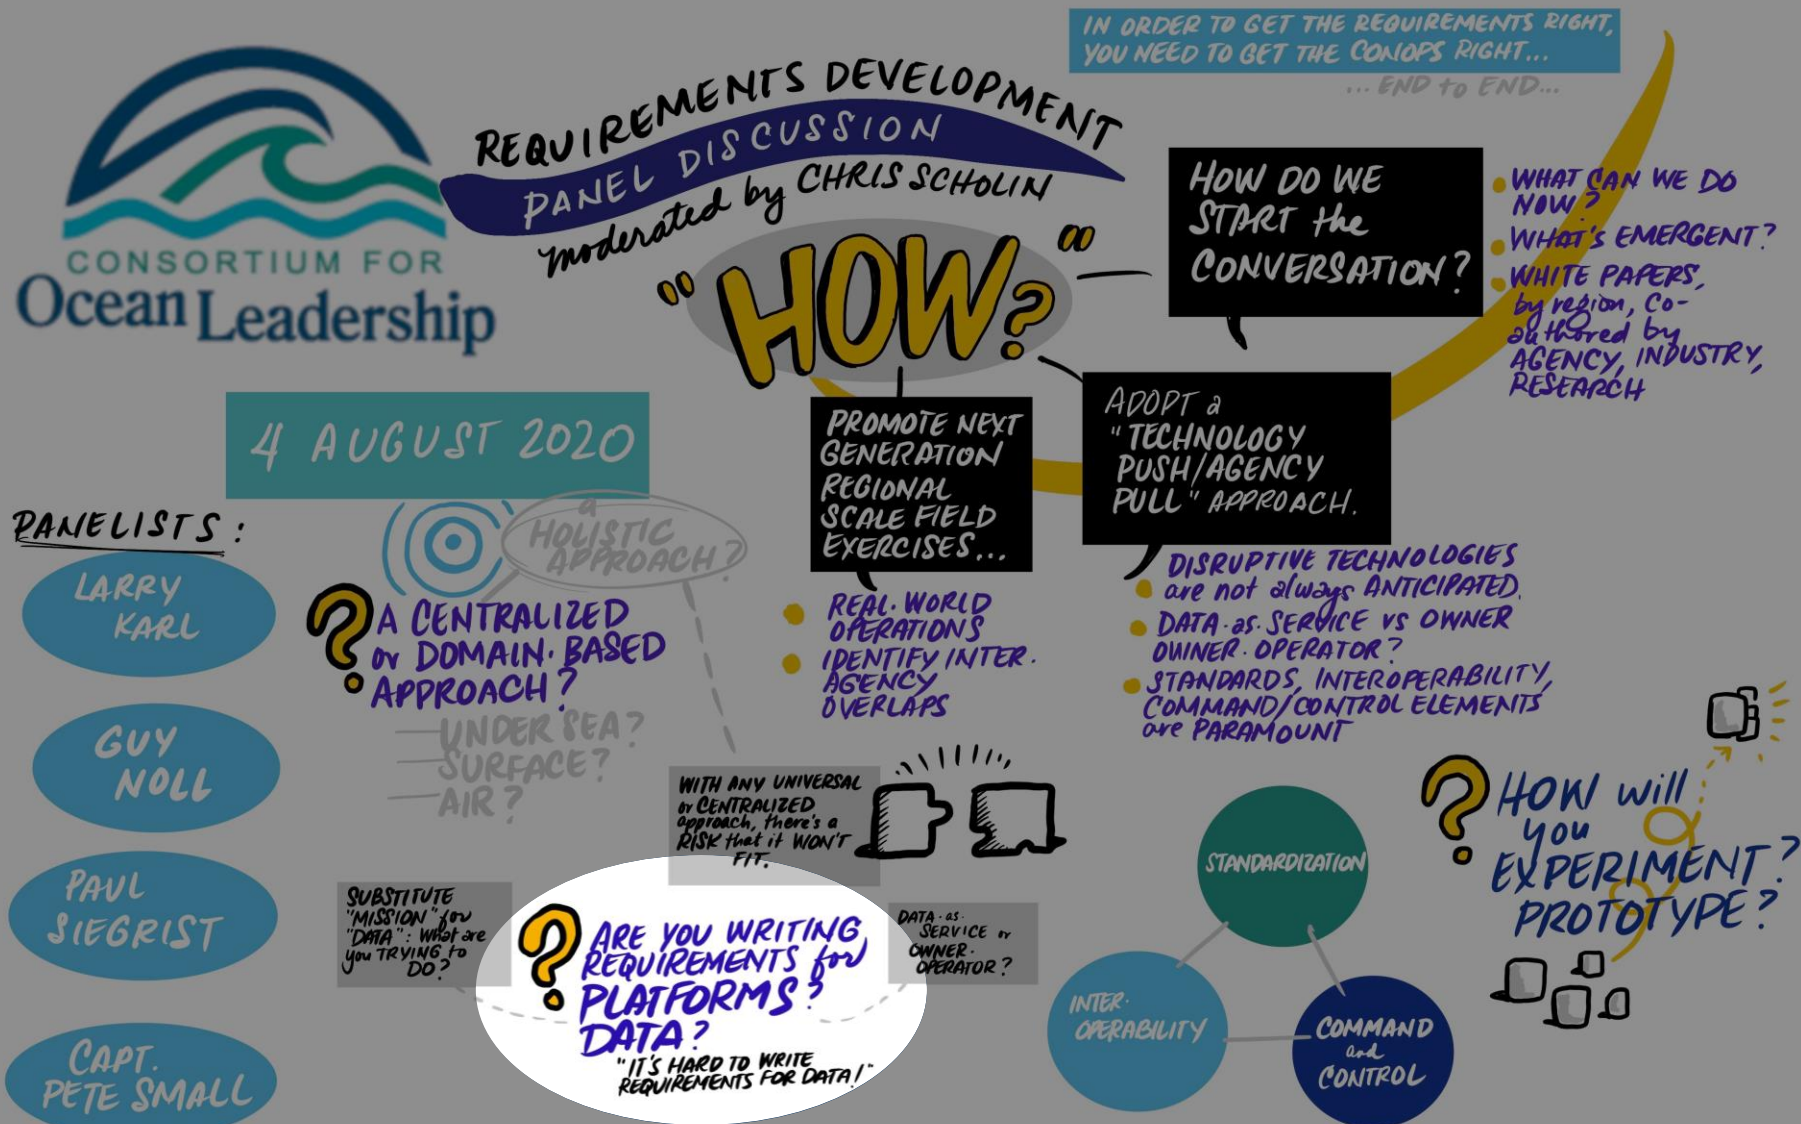 CONSORTIUM FOR
Ocean Leadership
REQUIREMENTS DEVELOPMENT
PANEL DISCUSSION
moderated by CHRIS SCHOLIN
IN ORDER TO GET THE REQUIREMENTS RIGHT,
YOU NEED TO GET THE CONOPS RIGHT...
... END to END...
"HOW?"
HOW DO WE
START the
CONVERSATION?
WHAT CAN WE DO
NOW?
WHAT'S EMERGENT?
WHITE PAPERS,
by region, Co-
authored by
AGENCY, INDUSTRY,
RESEARCH
4 AUGUST 2020
PROMOTE NEXT
GENERATION
REGIONAL
SCALE FIELD
EXERCISES...
REAL·WORLD
OPERATIONS
IDENTIFY INTER·
AGENCY
OVERLAPS
ADOPT a
"TECHNOLOGY
PUSH/AGENCY
PULL" APPROACH.
DISRUPTIVE TECHNOLOGIES
are not always ANTICIPATED.
DATA·as·SERVICE VS OWNER
OWNER·OPERATOR?
STANDARDS, INTEROPERABILITY,
COMMAND/CONTROL ELEMENTS
are PARAMOUNT
PANELISTS:
LARRY
KARL
GUY
NOLL
PAUL
SIEGRIST
CAPT.
PETE SMALL
a
HOLISTIC
APPROACH?
? A CENTRALIZED
or DOMAIN·BASED
APPROACH?
UNDER SEA?
SURFACE?
AIR?
WITH ANY UNIVERSAL
or CENTRALIZED
approach, there's a
RISK that it WON'T
FIT.
SUBSTITUTE
"MISSION" for
"DATA": What are
you TRYING to
DO?
? ARE YOU WRITING
REQUIREMENTS for
PLATFORMS?
DATA?
"IT'S HARD TO WRITE
REQUIREMENTS FOR DATA!"
DATA·as·
SERVICE or
OWNER·
OPERATOR?
STANDARDIZATION
INTER·
OPERABILITY
COMMAND
and
CONTROL
? HOW will
you
EXPERIMENT?
PROTOTYPE?